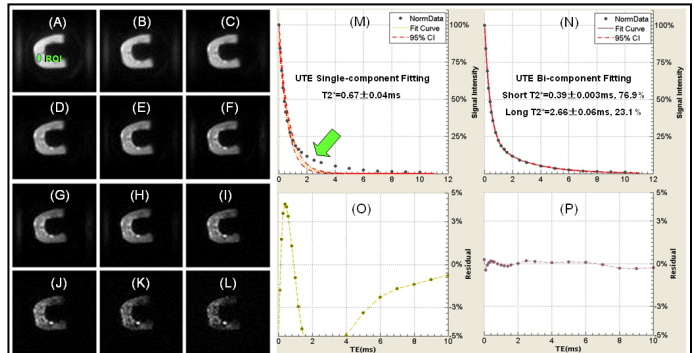 (A)
(B)
(C)
0 ROI
(D)
(E)
(F)
(G)
(H)
(I)
(J)
(K)
(L)
(M)
NormData
Fit Curve
95% CI
UTE Single-component Fitting
T2*=0.67±0.04ms
100%
75%
50%
25%
Signal Intensity
0 2 4 6 8 10 12
(N)
NormData
Fit Curve
95% CI
UTE Bi-component Fitting
Short T2*=0.39±0.003ms, 76.9%
Long T2*=2.66±0.06ms, 23.1%
100%
75%
50%
25%
Signal Intensity
0 2 4 6 8 10 12
(O)
5%
3%
0%
-3%
-5%
Residual
0 2 4 6 8 10
TE(ms)
(P)
5%
3%
0%
-3%
-5%
Residual
0 2 4 6 8 10
TE(ms)